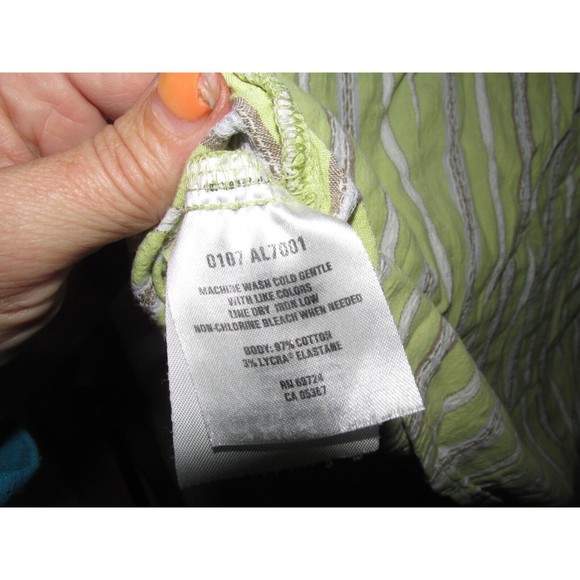 0107 AL7001
MACHINE WASH COLD GENTLE
WITH LIKE COLORS
LINE DRY IRON LOW
NON-CHLORINE BLEACH WHEN NEEDED
BODY: 97% COTTON
3% LYCRA® ELASTANE
RN 69724
CA 05367